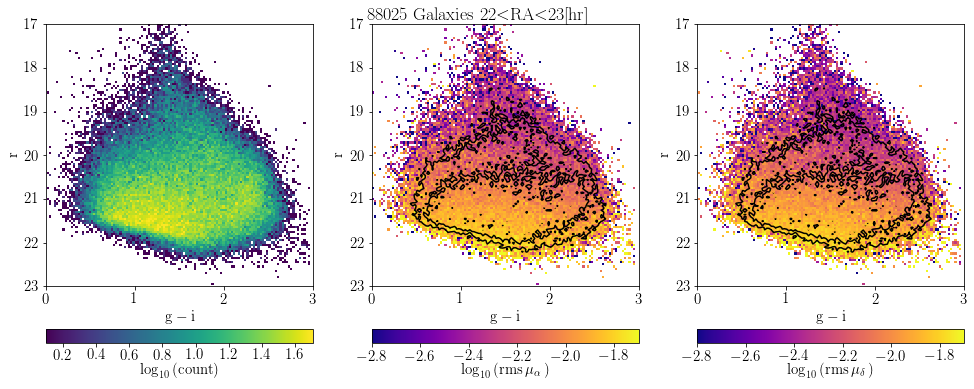 88025 Galaxies 22<RA<23[hr]
17
18
19
20
21
22
23
r
0 1 2 3
g − i
0.2 0.4 0.6 0.8 1.0 1.2 1.4 1.6
log10 (count)
17
18
19
20
21
22
23
r
0 1 2 3
g − i
−2.8 −2.6 −2.4 −2.2 −2.0 −1.8
log10 (rms μα )
17
18
19
20
21
22
23
r
0 1 2 3
g − i
−2.8 −2.6 −2.4 −2.2 −2.0 −1.8
log10 (rms μδ )